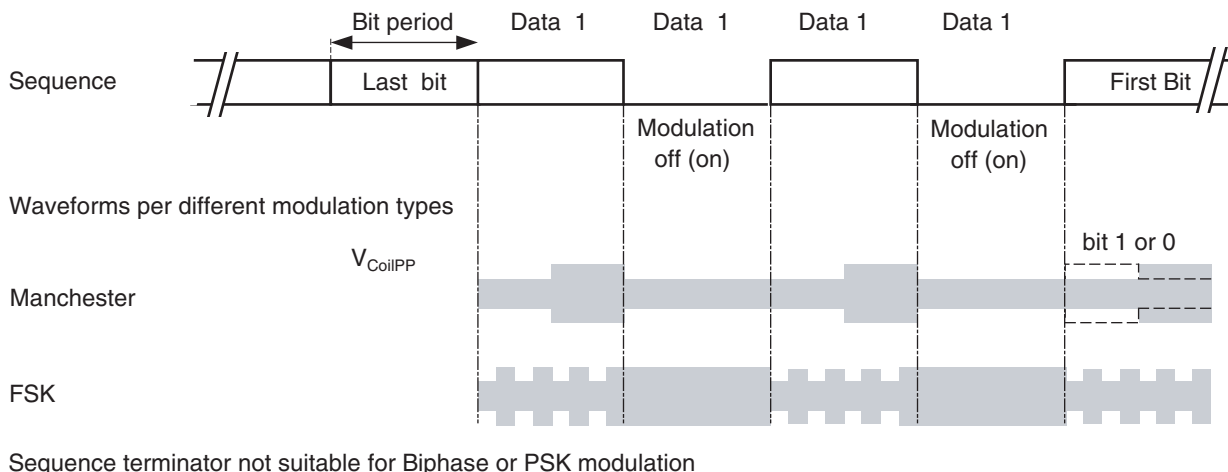 Bit period Data 1 Data 1 Data 1 Data 1
Sequence Last bit First Bit
Modulation off (on) Modulation off (on)
Waveforms per different modulation types
bit 1 or 0
VCoilPP
Manchester
FSK
Sequence terminator not suitable for Biphase or PSK modulation